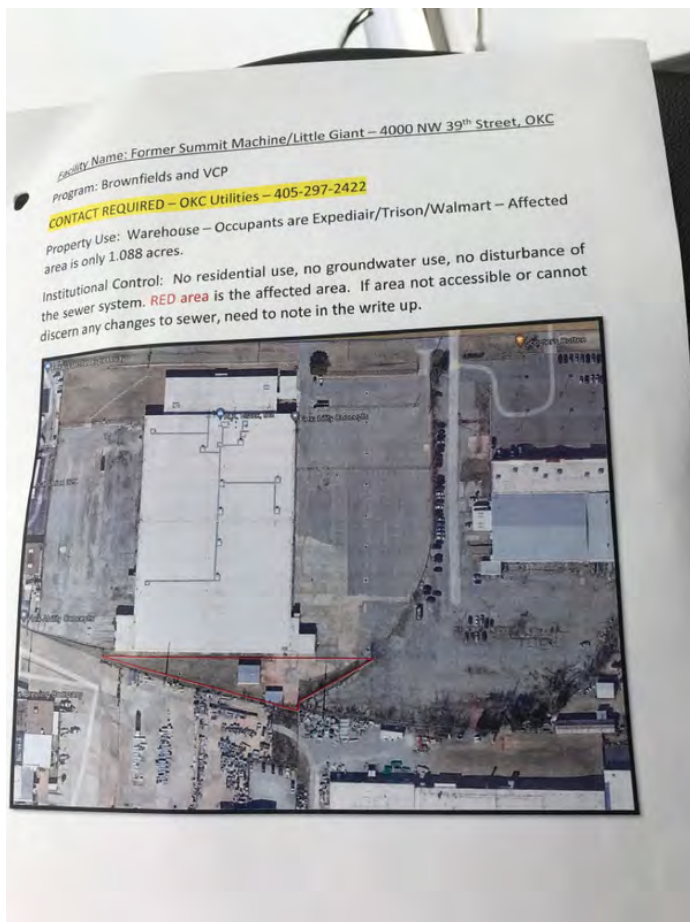 Facility Name: Former Summit Machine/Little Giant – 4000 NW 39th Street, OKC
Program: Brownfields and VCP
CONTACT REQUIRED – OKC Utilities – 405-297-2422
Property Use: Warehouse – Occupants are Expediair/Trison/Walmart – Affected
area is only 1.088 acres.
Institutional Control: No residential use, no groundwater use, no disturbance of
the sewer system. RED area is the affected area. If area not accessible or cannot
discern any changes to sewer, need to note in the write up.